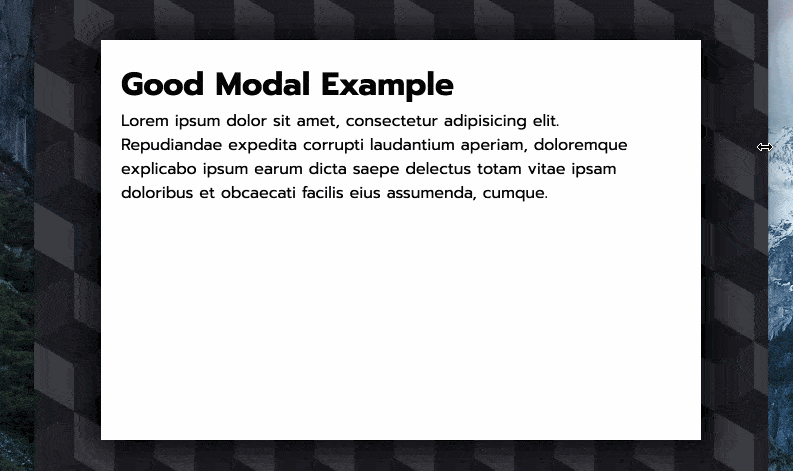 Good Modal Example
Lorem ipsum dolor sit amet, consectetur adipisicing elit.
Repudiandae expedita corrupti laudantium aperiam, doloremque
explicabo ipsum earum dicta saepe delectus totam vitae ipsam
doloribus et obcaecati facilis eius assumenda, cumque.